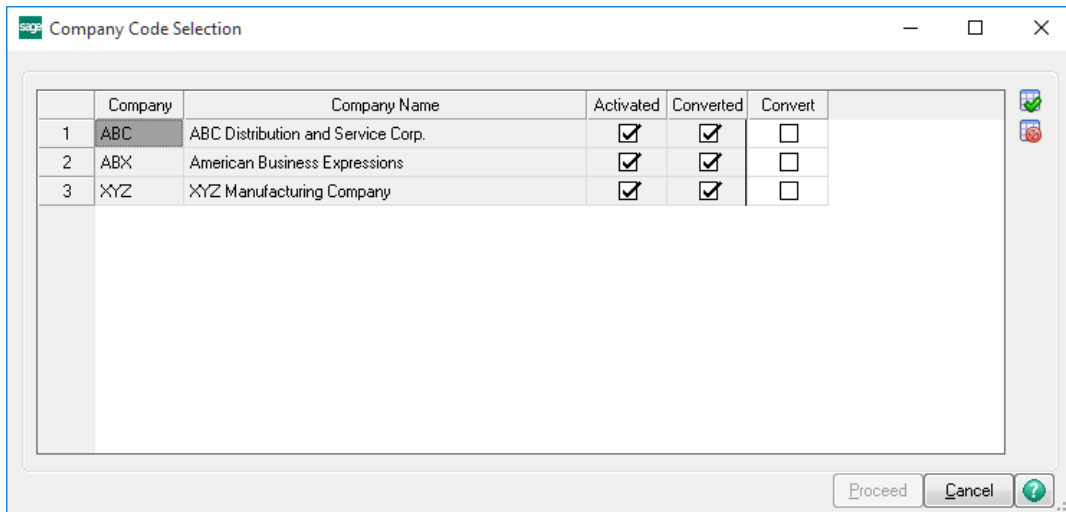 sage Company Code Selection
Company Company Name Activated Converted Convert
1 ABC ABC Distribution and Service Corp.
2 ABX American Business Expressions
3 XYZ XYZ Manufacturing Company
Proceed Cancel ?